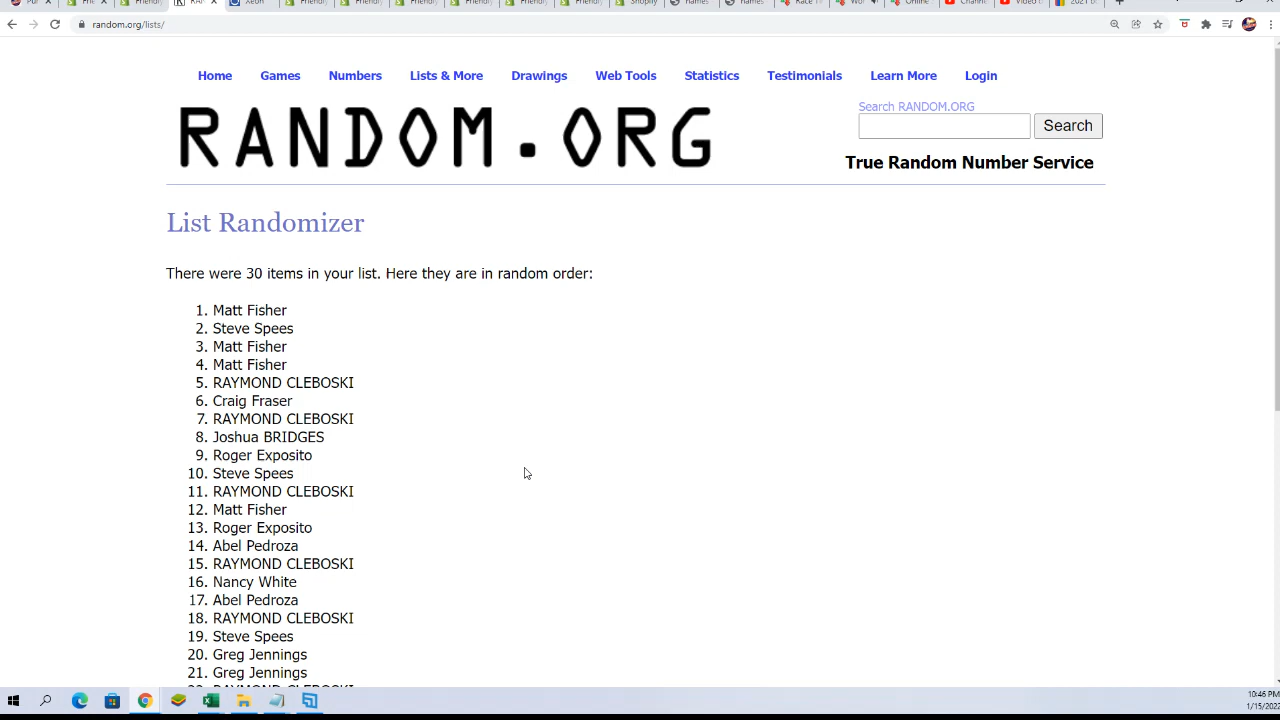 random.org/lists/
Home Games Numbers Lists & More Drawings Web Tools Statistics Testimonials Learn More Login
RANDOM.ORG
Search RANDOM.ORG
Search
True Random Number Service
List Randomizer
There were 30 items in your list. Here they are in random order:
1. Matt Fisher
2. Steve Spees
3. Matt Fisher
4. Matt Fisher
5. RAYMOND CLEBOSKI
6. Craig Fraser
7. RAYMOND CLEBOSKI
8. Joshua BRIDGES
9. Roger Exposito
10. Steve Spees
11. RAYMOND CLEBOSKI
12. Matt Fisher
13. Roger Exposito
14. Abel Pedroza
15. RAYMOND CLEBOSKI
16. Nancy White
17. Abel Pedroza
18. RAYMOND CLEBOSKI
19. Steve Spees
20. Greg Jennings
21. Greg Jennings
10:46 PM